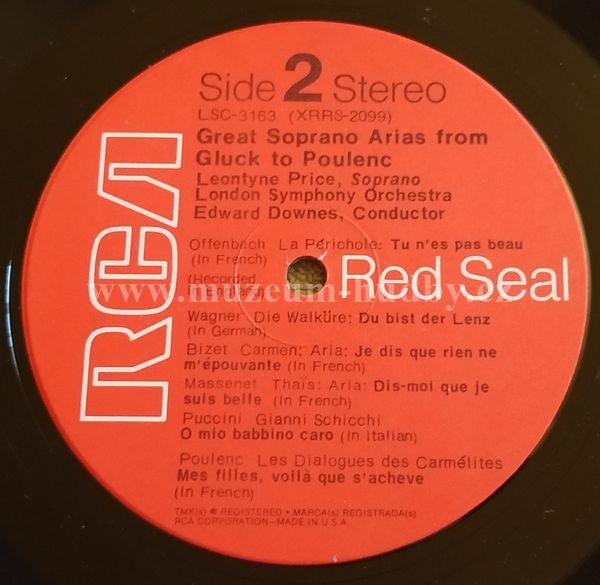 Side 2 Stereo
LSC-3163 (XRRS-2099)
Great Soprano Arias from
Gluck to Poulenc
Leontyne Price, Soprano
London Symphony Orchestra
Edward Downes, Conductor
Offenbach La Périchole: Tu n'es pas beau
(In French)
(Recorded
in England)
RCA Red Seal
www.muzeum-hudby.cz
Wagner Die Walküre: Du bist der Lenz
(In German)
Bizet Carmen: Aria: Je dis que rien ne
m'épouvante (In French)
Massenet Thaïs: Aria: Dis-moi que je
suis belle (In French)
Puccini Gianni Schicchi
O mio babbino caro (In Italian)
Poulenc Les Dialogues des Carmélites
Mes filles, voilà que s'acheve
(In French)
TMK(s) ® REGISTERED • MARCA(s) REGISTRADA(s)
RCA CORPORATION—MADE IN U.S.A.